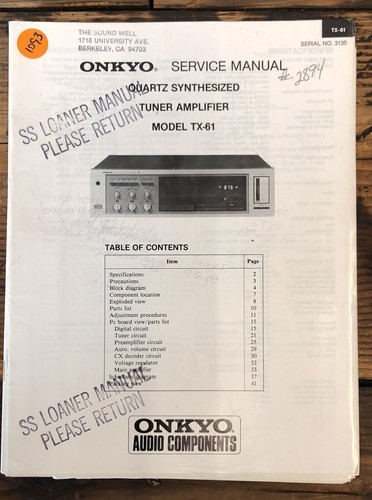 THE SOUND WELL
1718 UNIVERSITY AVE.
BERKELEY, CA 94703
1093
TX-61
SERIAL NO. 3135
ONKYO® SERVICE MANUAL
# 2894
QUARTZ SYNTHESIZED
TUNER AMPLIFIER
MODEL TX-61
SS LOANER MANUAL
PLEASE RETURN
TABLE OF CONTENTS
Item Page
Specifications 2
Precautions 3
Block diagram 4
Component location 7
Exploded view 8
Parts list 10
Adjustment procedures 11
Pc board view/parts list 15
Digital circuit 15
Tuner circuit 21
Preamplifier circuit 25
Auto, volume circuit 29
CX decoder circuit 30
Voltage regulator 32
Main 33
37
41
SS LOANER MANUAL
PLEASE RETURN
ONKYO®
AUDIO COMPONENTS